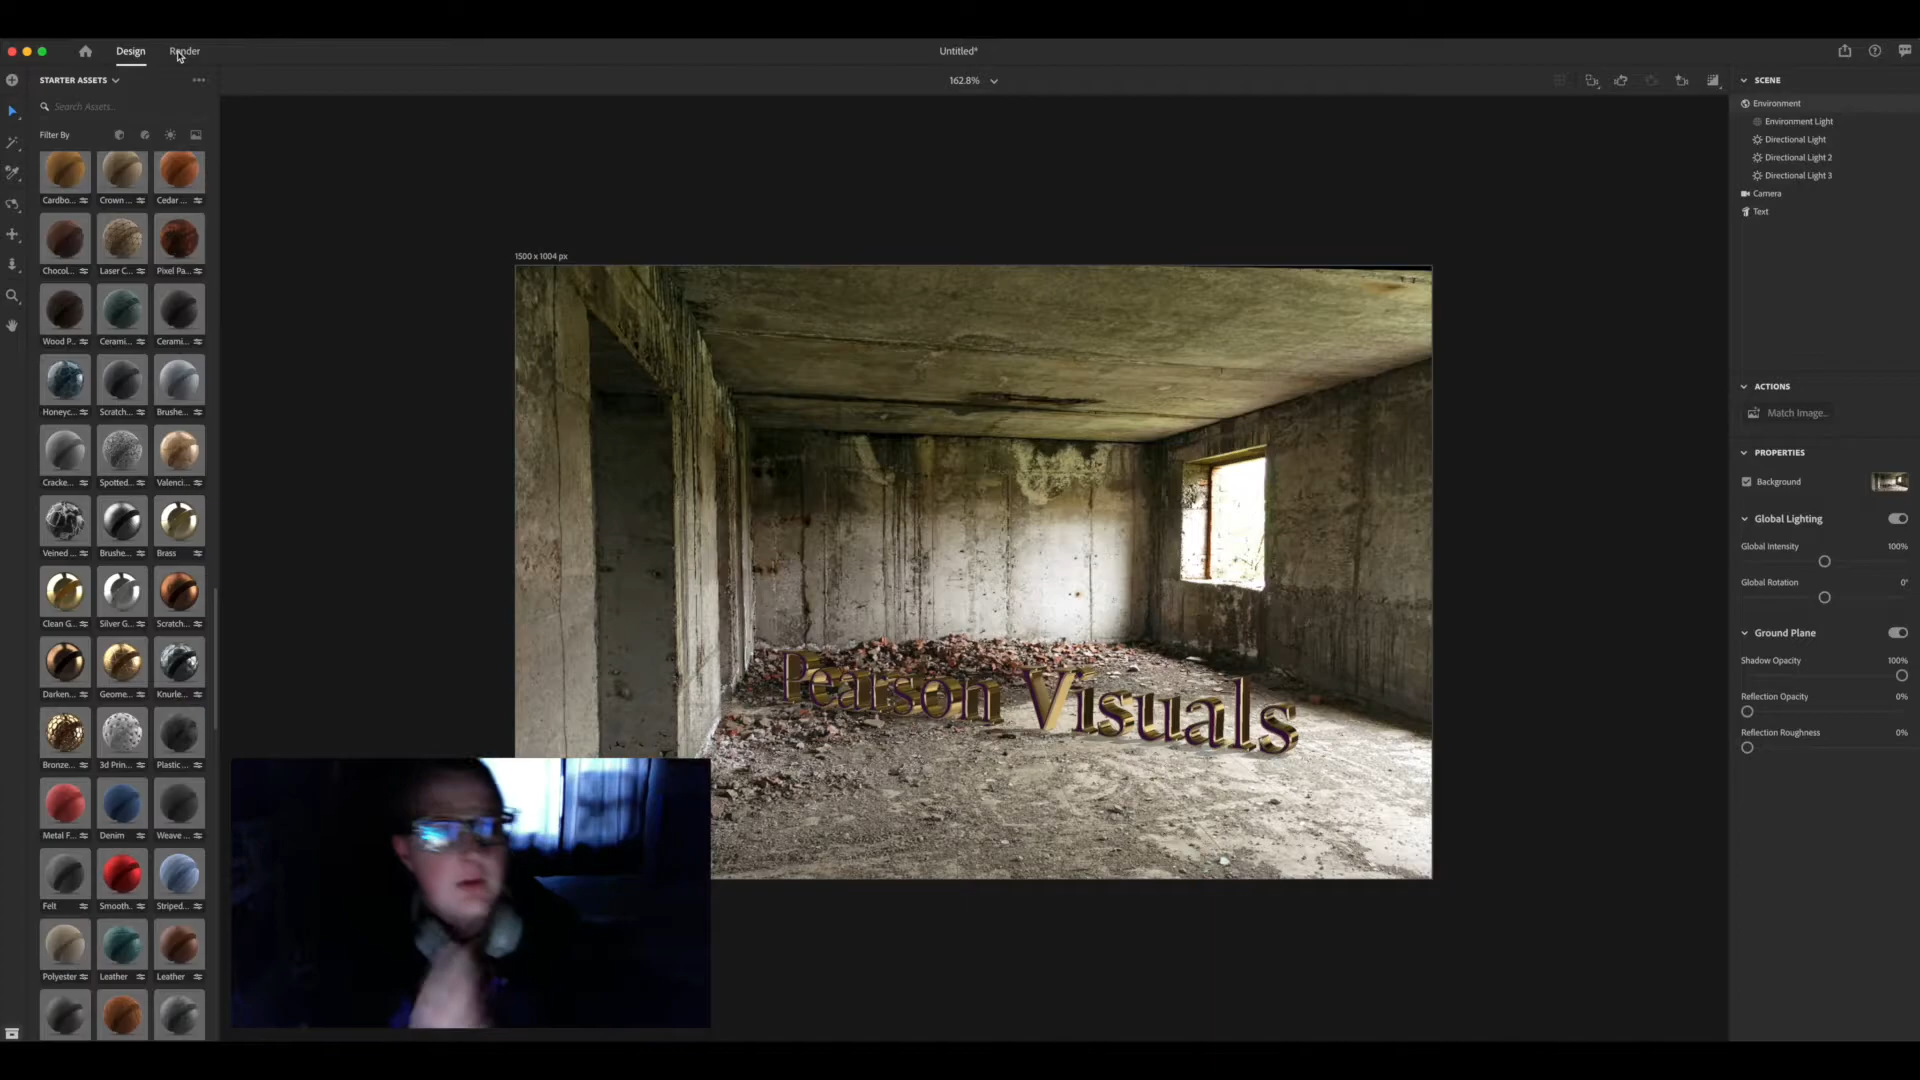 Design Render Untitled*
STARTER ASSETS 162.8% SCENE
Search Assets...
Filter By
Environment
Environment Light
Directional Light
Directional Light 2
Directional Light 3
Camera
Text
Cardbo... Crown ... Cedar ...
Chocol... Laser C... Pixel Pa...
1500 x 1004 px
Wood P... Cerami... Cerami...
ACTIONS
Match Image...
Honeyc... Scratch... Brushe...
PROPERTIES
Background
Cracke... Spotted... Valenci...
Global Lighting
Global Intensity 100%
Veined ... Brushe... Brass
Global Rotation 0°
Clean G... Silver G... Scratch...
Ground Plane
Shadow Opacity 100%
Darken... Geome... Knurle...
Reflection Opacity 0%
Reflection Roughness 0%
Pearson Visuals
Bronze... 3d Prin... Plastic ...
Metal F... Denim Weave ...
Felt Smooth... Striped...
Polyester Leather Leather